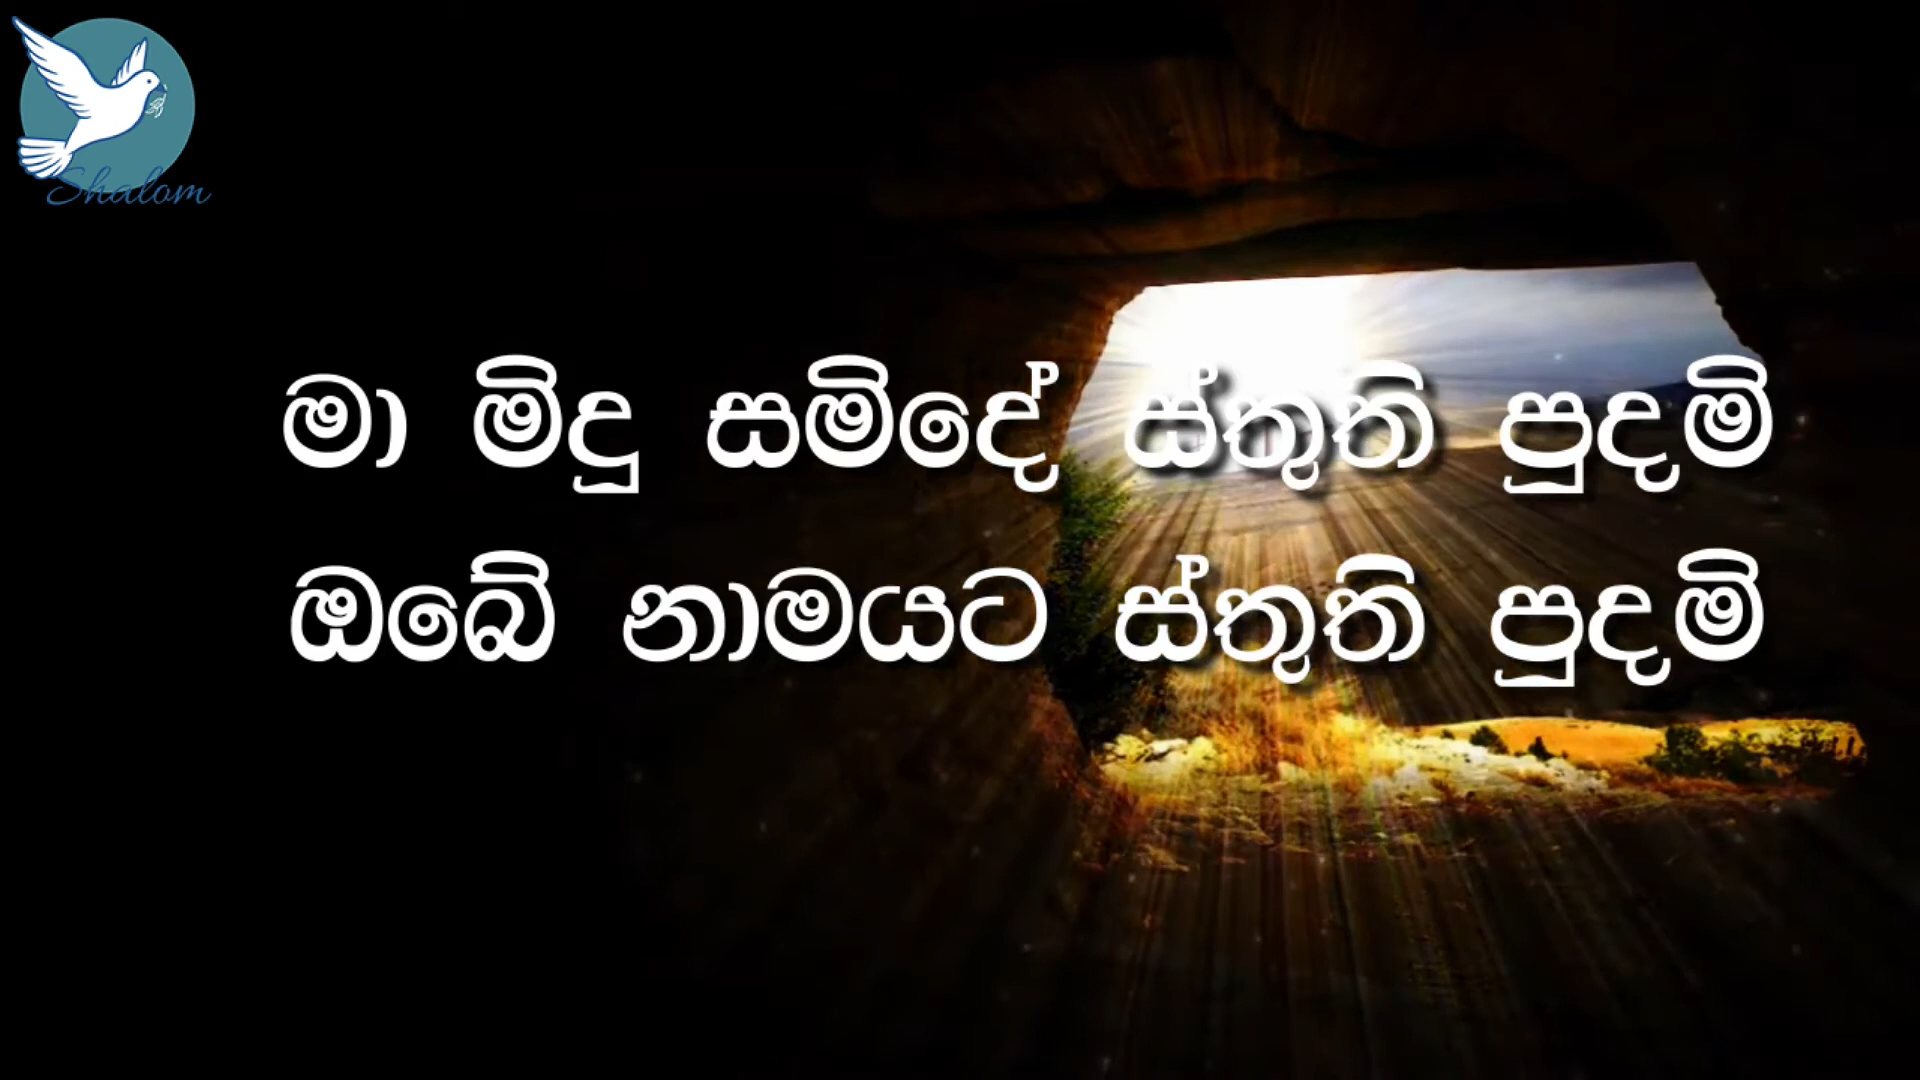 Shalom
මා මිදූ සමිඳේ ස්තුති පුදමි
ඔබේ නාමයට ස්තුති පුදමි